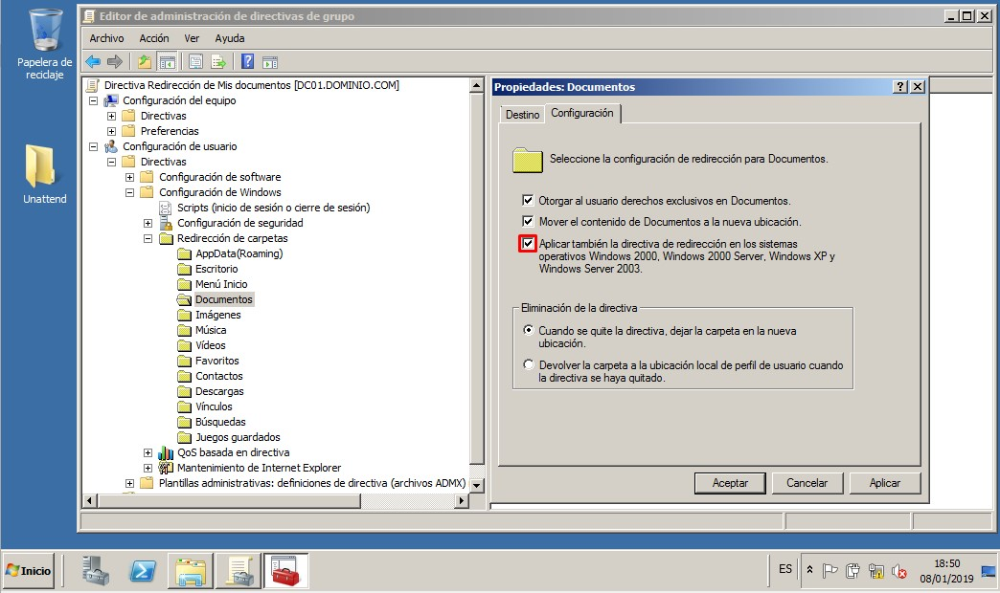 Papelera de
reciclaje
Unattend
Editor de administración de directivas de grupo
Archivo Acción Ver Ayuda
Directiva Redirección de Mis documentos [DC01.DOMINIO.COM]
Configuración del equipo
Directivas
Preferencias
Configuración de usuario
Directivas
Configuración de software
Configuración de Windows
Scripts (inicio de sesión o cierre de sesión)
Configuración de seguridad
Redirección de carpetas
AppData(Roaming)
Escritorio
Menú Inicio
Documentos
Imágenes
Música
Vídeos
Favoritos
Contactos
Descargas
Vínculos
Búsquedas
Juegos guardados
QoS basada en directiva
Mantenimiento de Internet Explorer
Plantillas administrativas: definiciones de directiva (archivos ADMX)
Propiedades: Documentos
Destino Configuración
Seleccione la configuración de redirección para Documentos.
Otorgar al usuario derechos exclusivos en Documentos.
Mover el contenido de Documentos a la nueva ubicación.
Aplicar también la directiva de redirección en los sistemas
operativos Windows 2000, Windows 2000 Server, Windows XP y
Windows Server 2003.
Eliminación de la directiva
Cuando se quite la directiva, dejar la carpeta en la nueva
ubicación.
Devolver la carpeta a la ubicación local de perfil de usuario cuando
la directiva se haya quitado.
Aceptar Cancelar Aplicar
Inicio
ES
18:50
08/01/2019